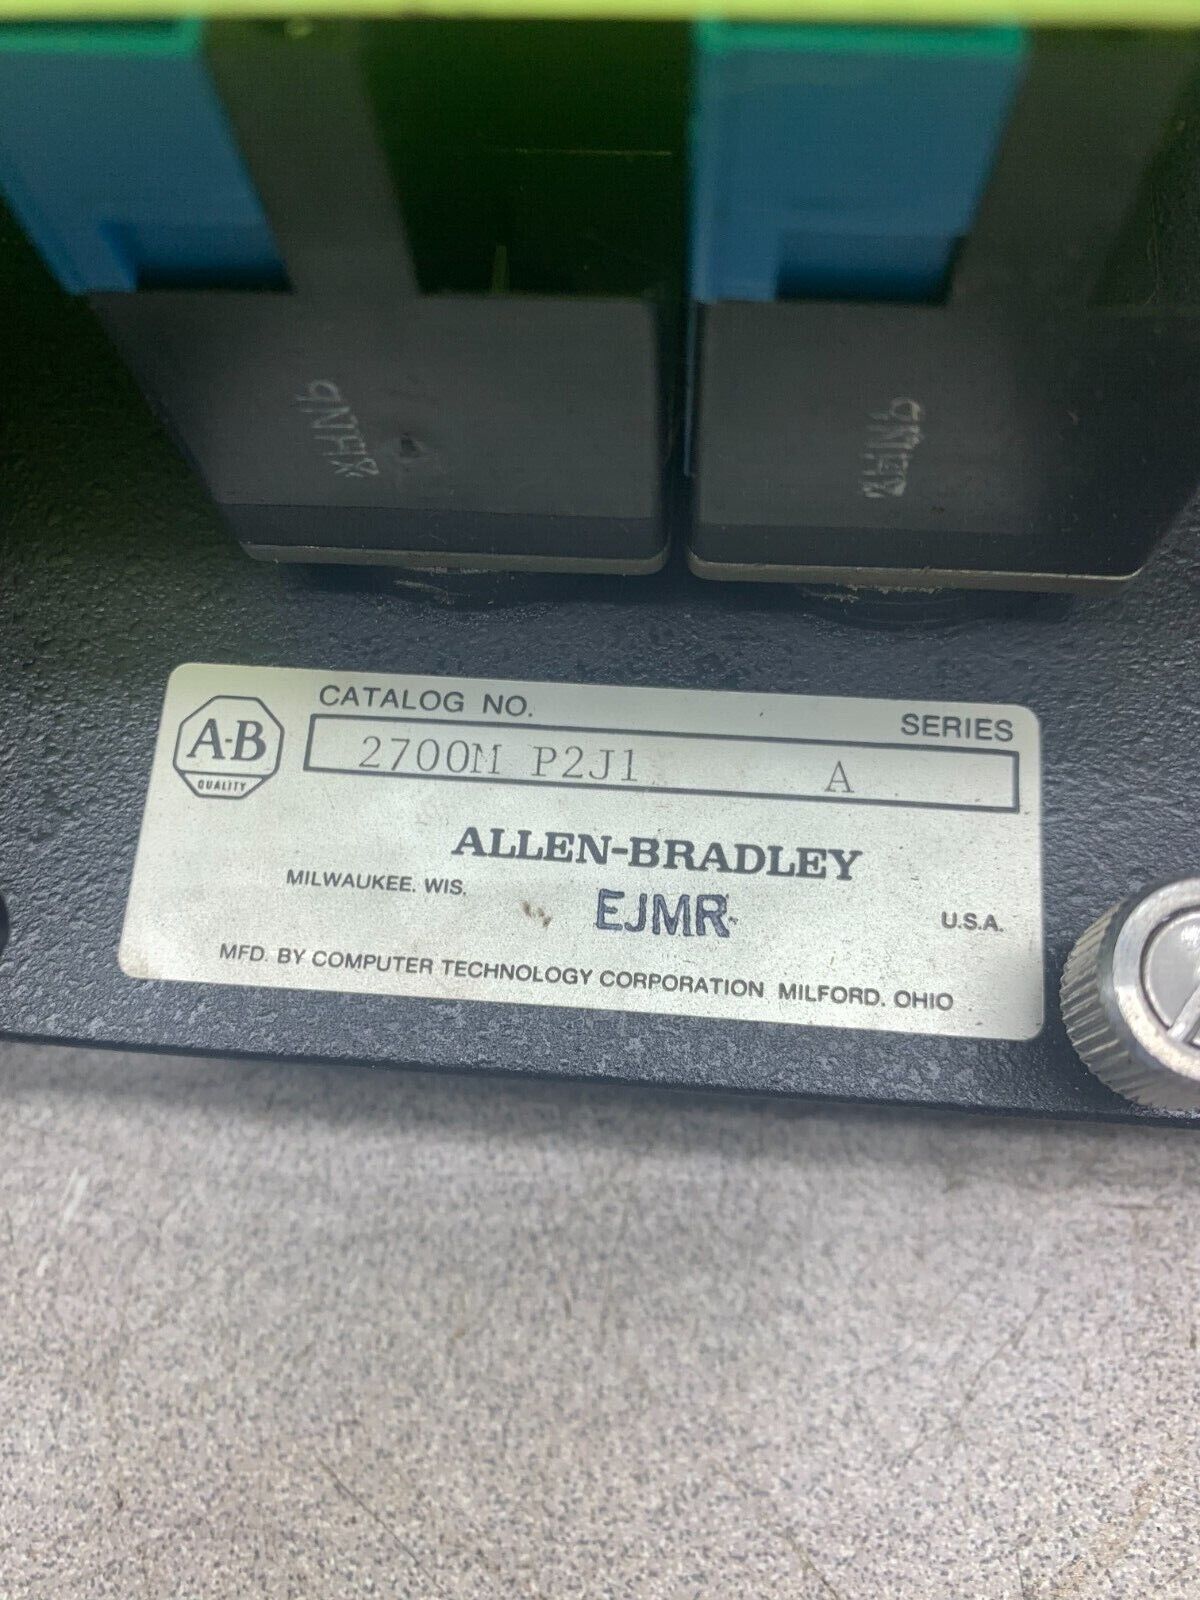 CATALOG NO. SERIES
2700M P2J1 A
A-B
QUALITY
ALLEN-BRADLEY
MILWAUKEE, WIS. U.S.A.
EJMR
MFD. BY COMPUTER TECHNOLOGY CORPORATION MILFORD, OHIO